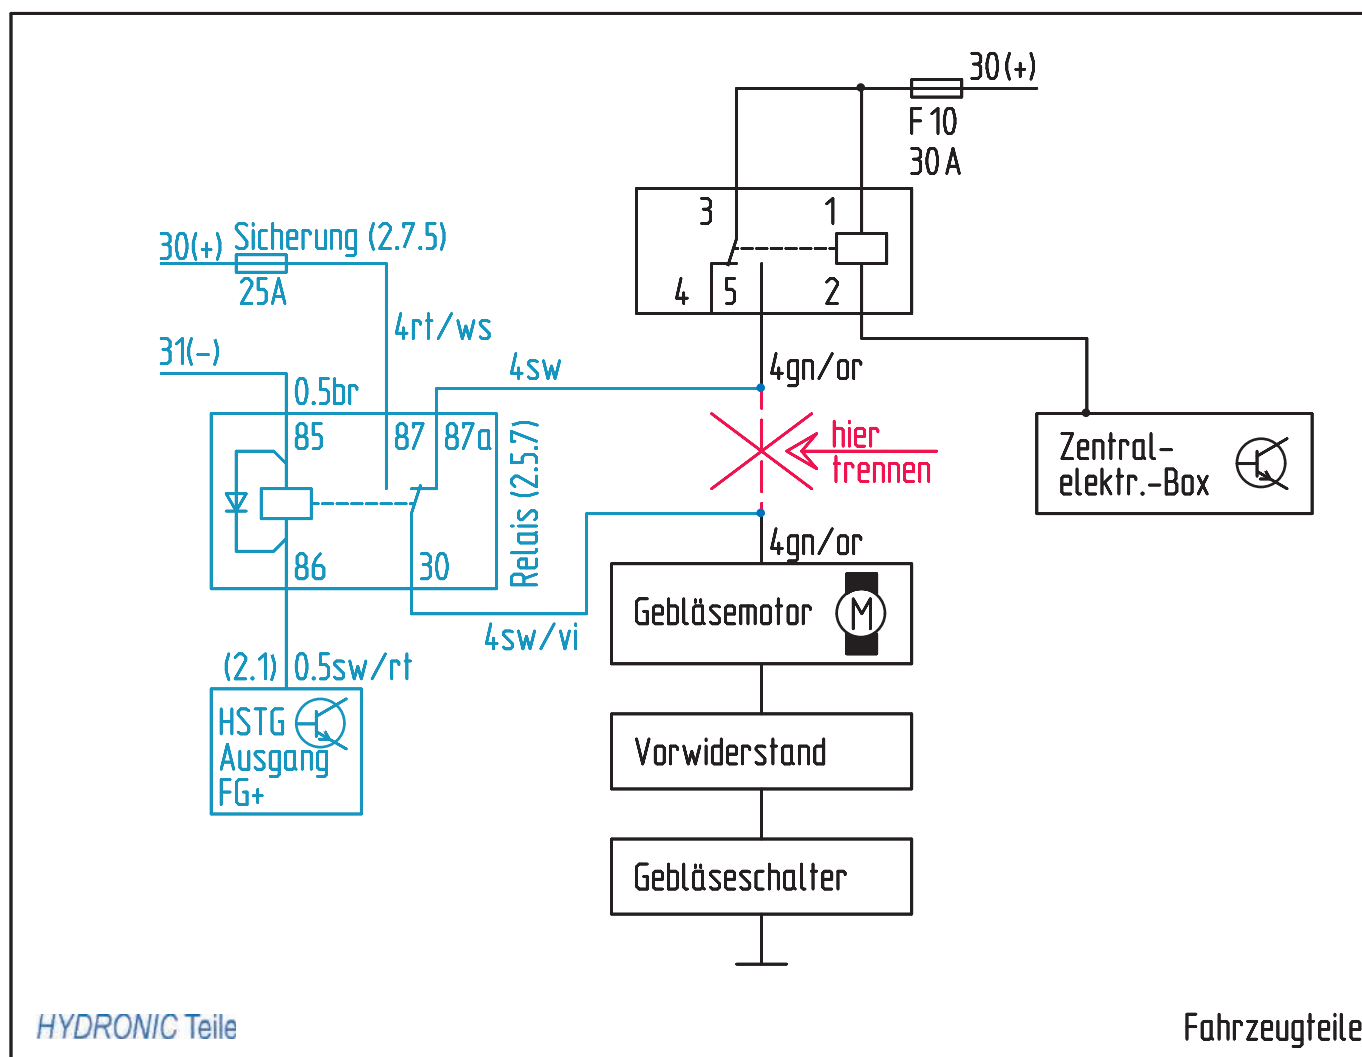 30(+)
F 10
30 A
3
1
4
5
2
30(+)
Sicherung (2.7.5)
25A
4rt/ws
31(-)
0.5br
4sw
4gn/or
85
87
87a
Relais (2.5.7)
hier
trennen
Zentral-
elektr.-Box
86
30
4gn/or
4sw/vi
Gebläsemotor
M
(2.1)
0.5sw/rt
HSTG
Ausgang
FG+
Vorwiderstand
Gebläseschalter
HYDRONIC Teile
Fahrzeugteile